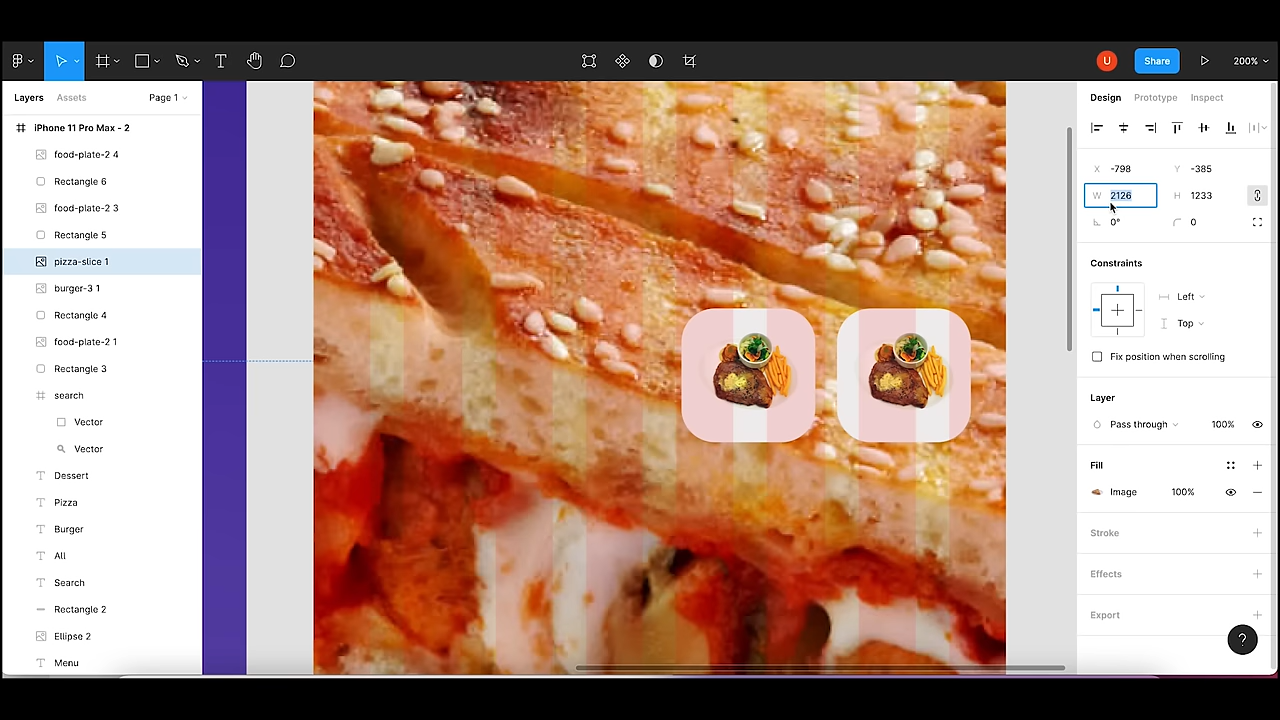 U
Share
200%
Layers
Assets
Page 1
iPhone 11 Pro Max - 2
food-plate-2 4
Rectangle 6
food-plate-2 3
Rectangle 5
pizza-slice 1
burger-3 1
Rectangle 4
food-plate-2 1
Rectangle 3
search
Vector
Vector
Dessert
Pizza
Burger
All
Search
Rectangle 2
Ellipse 2
Menu
Design
Prototype
Inspect
X -798
Y -385
W 2126
H 1233
0°
0
Constraints
Left
Top
Fix position when scrolling
Layer
Pass through
100%
Fill
Image
100%
Stroke
Effects
Export
?